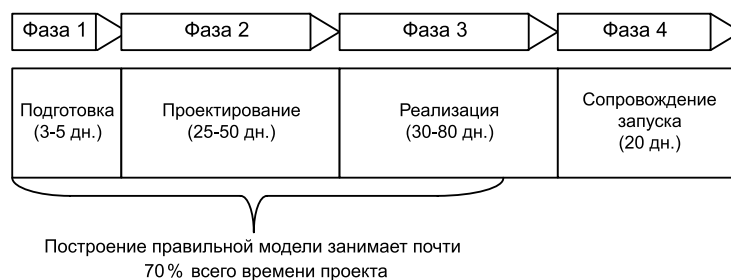 Фаза 1
Фаза 2
Фаза 3
Фаза 4
Подготовка
(3-5 дн.)
Проектирование
(25-50 дн.)
Реализация
(30-80 дн.)
Сопровождение
запуска
(20 дн.)
Построение правильной модели занимает почти
70 % всего времени проекта